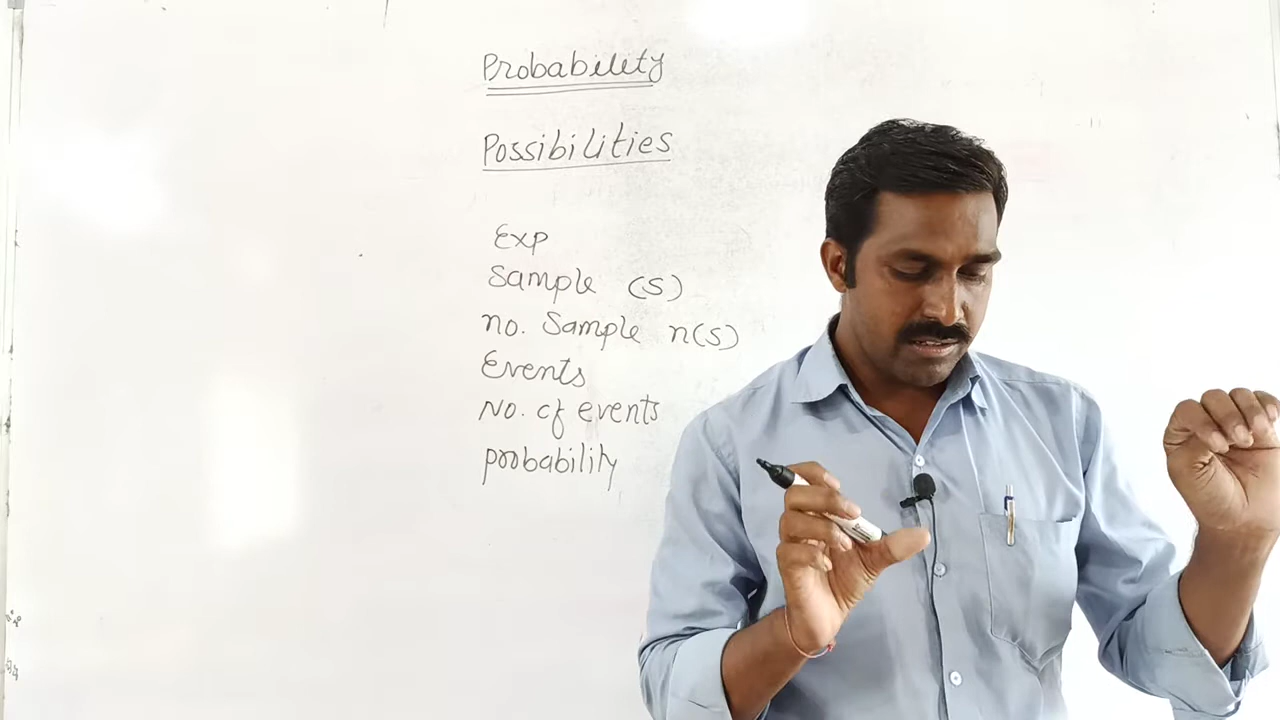 Probability
Possibilities
Exp
Sample (S)
no. Sample n(S)
Events
No. of events
probability